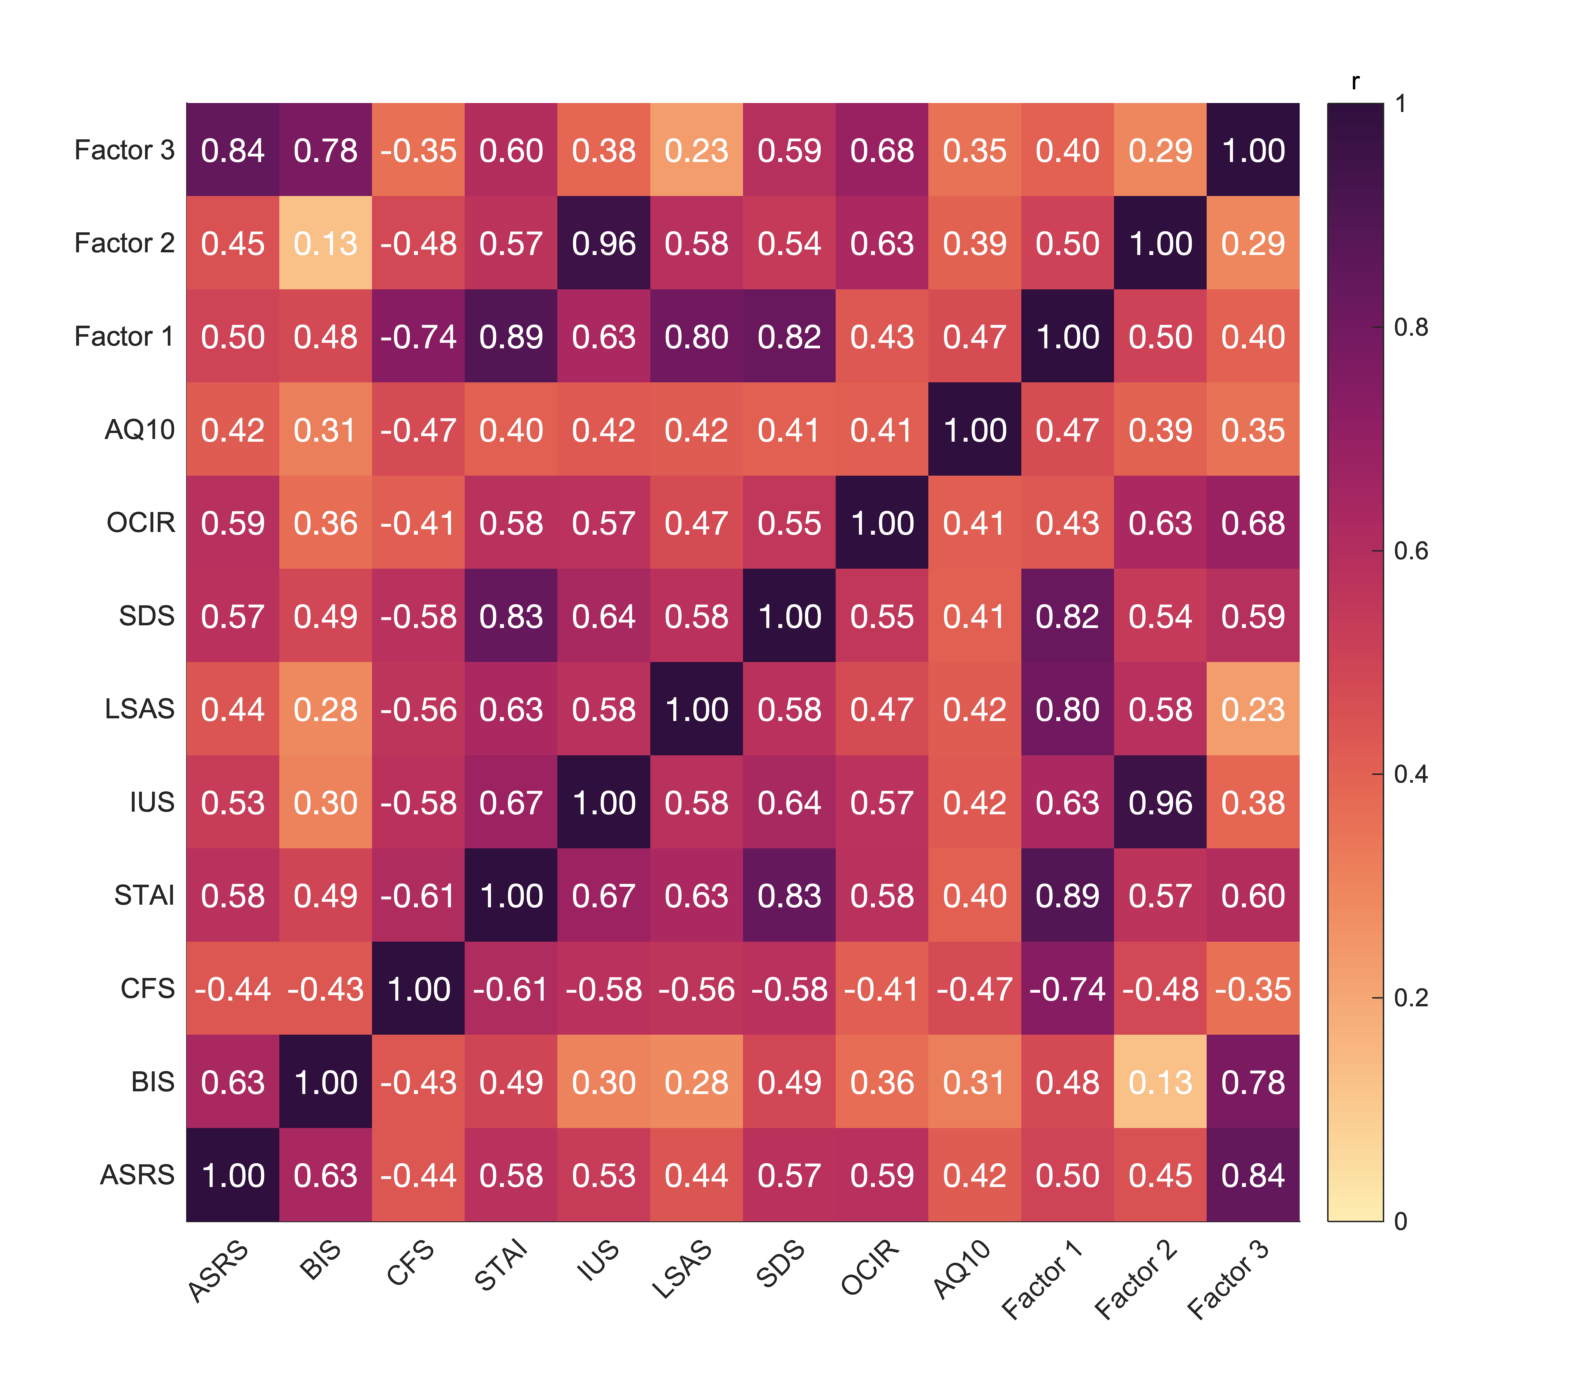 r
Factor 3 0.84 0.78 -0.35 0.60 0.38 0.23 0.59 0.68 0.35 0.40 0.29 1.00
Factor 2 0.45 0.13 -0.48 0.57 0.96 0.58 0.54 0.63 0.39 0.50 1.00 0.29
Factor 1 0.50 0.48 -0.74 0.89 0.63 0.80 0.82 0.43 0.47 1.00 0.50 0.40
AQ10 0.42 0.31 -0.47 0.40 0.42 0.42 0.41 0.41 1.00 0.47 0.39 0.35
OCIR 0.59 0.36 -0.41 0.58 0.57 0.47 0.55 1.00 0.41 0.43 0.63 0.68
SDS 0.57 0.49 -0.58 0.83 0.64 0.58 1.00 0.55 0.41 0.82 0.54 0.59
LSAS 0.44 0.28 -0.56 0.63 0.58 1.00 0.58 0.47 0.42 0.80 0.58 0.23
IUS 0.53 0.30 -0.58 0.67 1.00 0.58 0.64 0.57 0.42 0.63 0.96 0.38
STAI 0.58 0.49 -0.61 1.00 0.67 0.63 0.83 0.58 0.40 0.89 0.57 0.60
CFS -0.44 -0.43 1.00 -0.61 -0.58 -0.56 -0.58 -0.41 -0.47 -0.74 -0.48 -0.35
BIS 0.63 1.00 -0.43 0.49 0.30 0.28 0.49 0.36 0.31 0.48 0.13 0.78
ASRS 1.00 0.63 -0.44 0.58 0.53 0.44 0.57 0.59 0.42 0.50 0.45 0.84
ASRS BIS CFS STAI IUS LSAS SDS OCIR AQ10 Factor 1 Factor 2 Factor 3
1
0.8
0.6
0.4
0.2
0